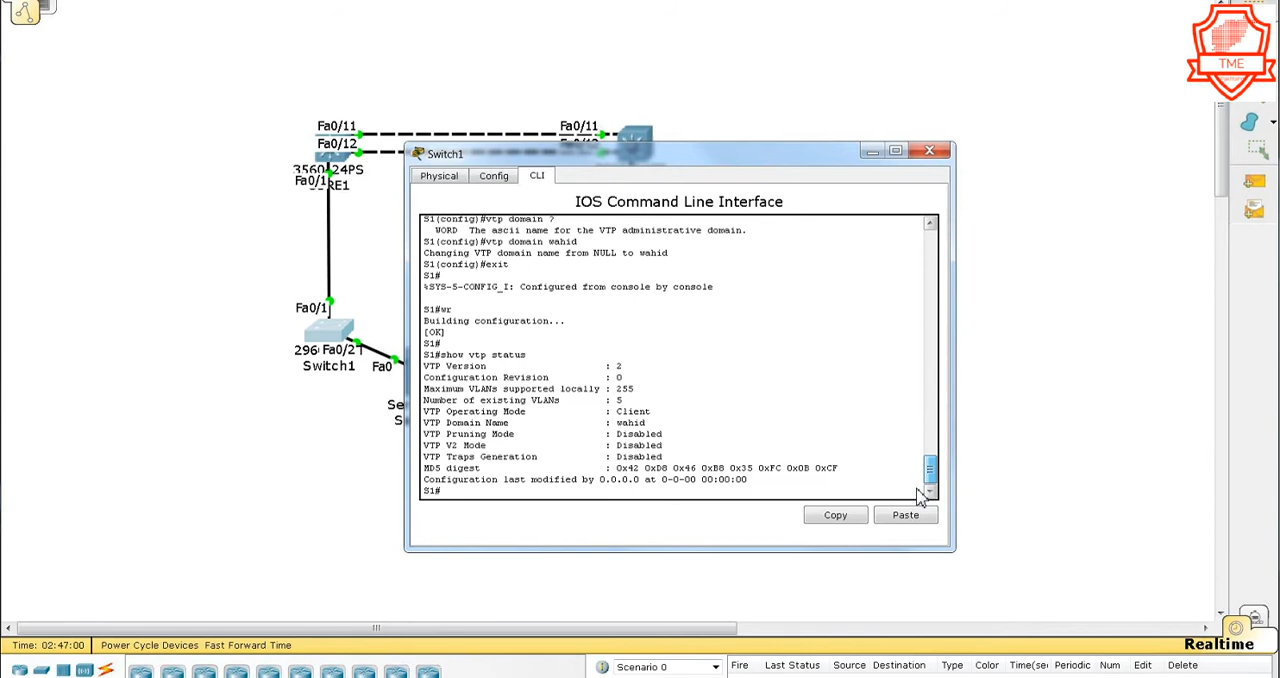 TME
Fa0/11
Fa0/11
Fa0/12
3560-24PS
Fa0/1
RE1
Switch1
Physical
Config
CLI
IOS Command Line Interface
S1(config)#vtp domain ?
WORD The ascii name for the VTP administrative domain.
S1(config)#vtp domain wahid
Changing VTP domain name from NULL to wahid
S1(config)#exit
S1#
%SYS-5-CONFIG_I: Configured from console by console
S1#wr
Building configuration...
[OK]
S1#
S1#show vtp status
VTP Version : 2
Configuration Revision : 0
Maximum VLANs supported locally : 255
Number of existing VLANs : 5
VTP Operating Mode : Client
VTP Domain Name : wahid
VTP Pruning Mode : Disabled
VTP V2 Mode : Disabled
VTP Traps Generation : Disabled
MD5 digest : 0x42 0xD8 0x46 0xB8 0x35 0xFC 0x0B 0xCF
Configuration last modified by 0.0.0.0 at 0-0-00 00:00:00
S1#
Copy
Paste
Fa0/1
296
Fa0/2
Switch1
Fa0
Se
S
Time: 02:47:00
Power Cycle Devices Fast Forward Time
Realtime
Scenario 0
Fire Last Status Source Destination Type Color Time(sec Periodic Num Edit Delete